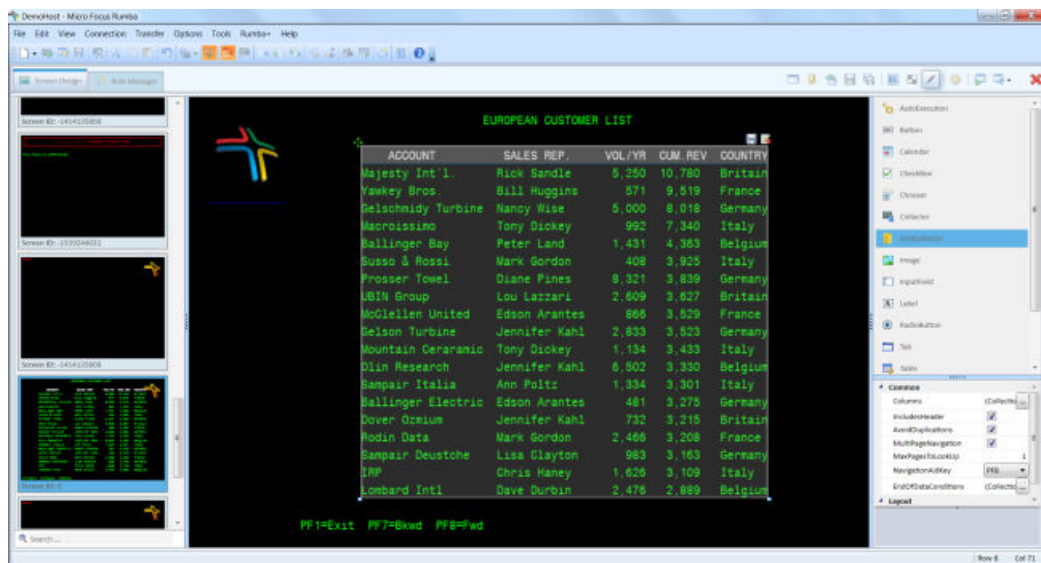 DemoHost - Micro Focus Rumba
File Edit View Connection Transfer Options Tools Rumba+ Help
Screen Design Rule Manager
Screen ID: -1414135808
Screen ID: -1414135808
Search ...
EUROPEAN CUSTOMER LIST
ACCOUNT SALES REP. VOL/YR CUM.REV COUNTRY
Majesty Int'l. Rick Sandle 5,250 10,780 Britain
Yawkey Bros. Bill Huggins 571 9,519 France
Gelschmidy Turbine Nancy Wise 5,000 8,018 Germany
Macroissimo Tony Dickey 992 7,340 Italy
Ballinger Bay Peter Land 1,431 4,363 Belgium
Susso & Rossi Mark Gordon 408 3,925 Italy
Prosser Towel Diane Pines 8,321 3,839 Germany
UBIN Group Lou Lazzari 2,609 3,627 Britain
McClellen United Edson Arantes 866 3,529 France
Gelson Turbine Jennifer Kahl 2,833 3,523 Germany
Mountain Ceraramic Tony Dickey 1,134 3,433 Italy
Olin Research Jennifer Kahl 6,502 3,330 Belgium
Sampair Italia Ann Poltz 1,334 3,301 Italy
Ballinger Electric Edson Arantes 481 3,275 Germany
Dover Ozmium Jennifer Kahl 732 3,215 Britain
Rodin Data Mark Gordon 2,466 3,208 France
Sampair Deustche Lisa Clayton 983 3,163 Germany
IRP Chris Haney 1,626 3,109 Italy
Lombard Intl Dave Durbin 2,476 2,889 Belgium
PF1=Exit PF7=Bkwd PF8=Fwd
AutoExecution
Button
Calendar
Checkbox
Chooser
Collector
GridCollector
Image
InputField
Label
RadioButton
Tab
Table
Common
Columns (Collectio ...
IncludesHeader
AvoidDuplications
MultiPageNavigation
MaxPagesToLookUp 1
NavigationAidKey PF8
EndOfDataConditions (Collectio ...
Layout
Row 8 Col 71